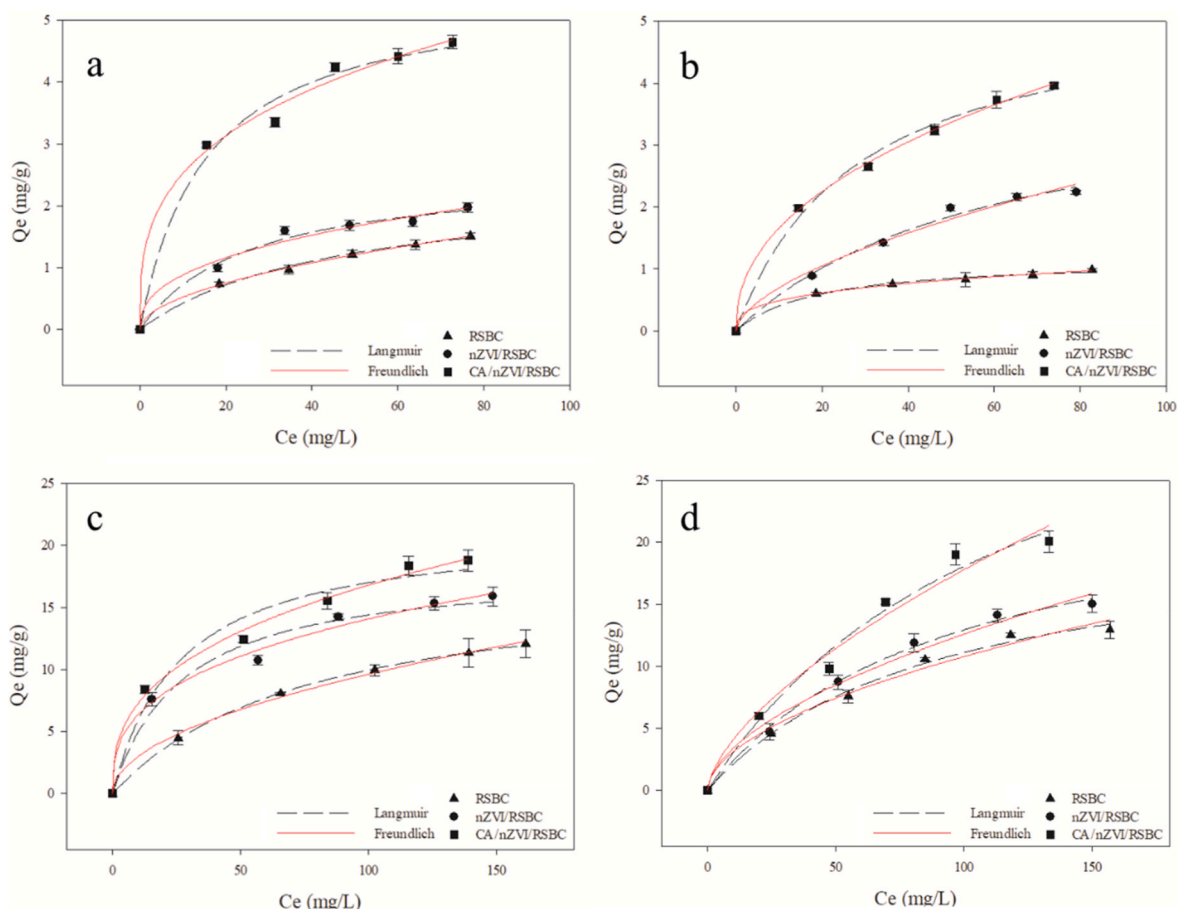 a
5
4
3
2
1
0
Qe (mg/g)
RSBC
Langmuir
nZVI/RSBC
Freundlich
CA/nZVI/RSBC
0 20 40 60 80 100
Ce (mg/L)
b
5
4
3
2
1
0
Qe (mg/g)
RSBC
Langmuir
nZVI/RSBC
Freundlich
CA/nZVI/RSBC
0 20 40 60 80 100
Ce (mg/L)
c
25
20
15
10
5
0
Qe (mg/g)
RSBC
Langmuir
nZVI/RSBC
Freundlich
CA/nZVI/RSBC
0 50 100 150
Ce (mg/L)
d
25
20
15
10
5
0
Qe (mg/g)
RSBC
Langmuir
nZVI/RSBC
Freundlich
CA/nZVI/RSBC
0 50 100 150
Ce (mg/L)